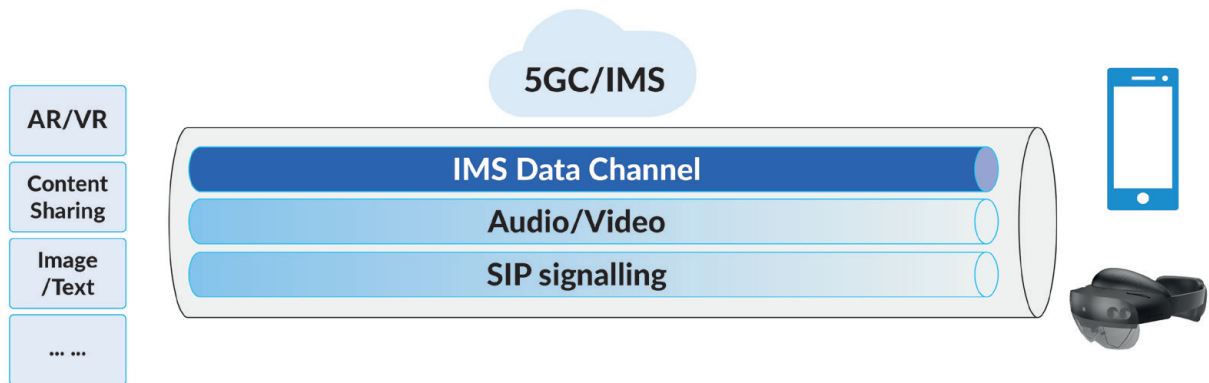 5GC/IMS
AR/VR
Content
Sharing
Image
/Text
... ...
IMS Data Channel
Audio/Video
SIP signalling